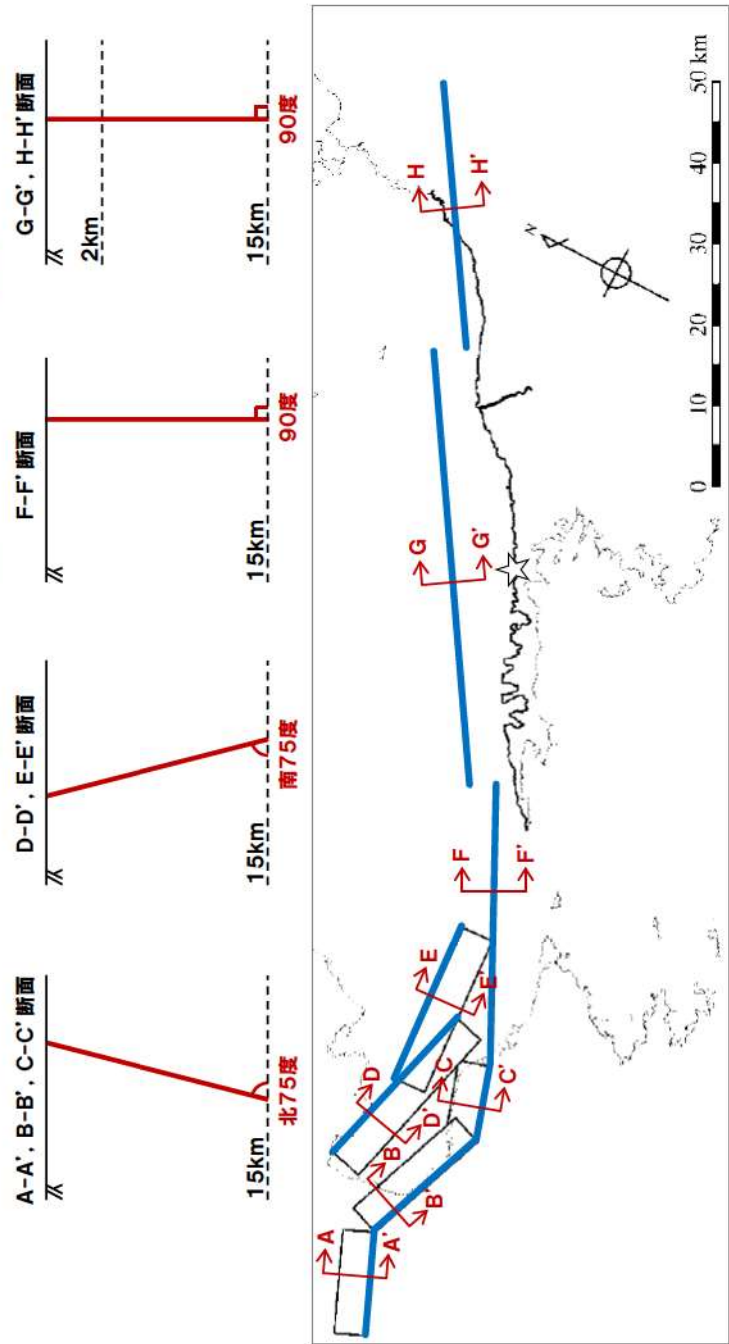 A-A’, B-B’, C-C’ 断面
15km
北75度
D-D’, E-E’ 断面
15km
南75度
F-F’ 断面
15km
90度
G-G’, H-H’ 断面
2km
15km
90度
A
A’
B
B’
D
D’
C
C’
E
E’
F
F’
G
G’
H
H’
N
0 10 20 30 40 50 km